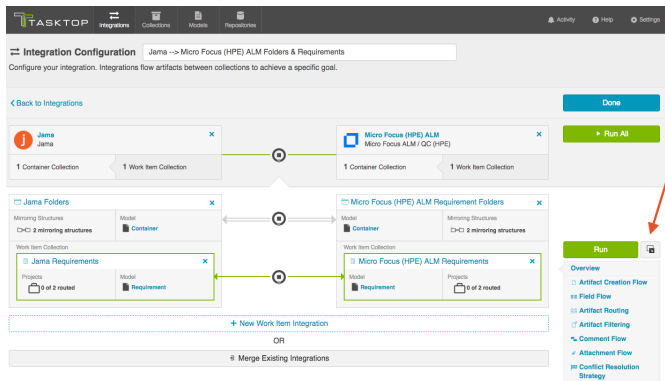 TASKTOP
Integrations
Collections
Models
Repositories
Activity
Help
Settings
Integration Configuration
Jama --> Micro Focus (HPE) ALM Folders & Requirements
Configure your integration. Integrations flow artifacts between collections to achieve a specific goal.
Back to Integrations
Done
Jama
Jama
1 Container Collection
1 Work Item Collection
Micro Focus (HPE) ALM
Micro Focus ALM / QC (HPE)
1 Container Collection
1 Work Item Collection
Run All
Jama Folders
Mirroring Structures
2 mirroring structures
Model
Container
Work Item Collection
Jama Requirements
Projects
0 of 2 routed
Model
Requirement
Micro Focus (HPE) ALM Requirement Folders
Model
Container
Mirroring Structures
2 mirroring structures
Work Item Collection
Micro Focus (HPE) ALM Requirements
Model
Requirement
Projects
0 of 2 routed
+ New Work Item Integration
OR
Merge Existing Integrations
Run
Overview
Artifact Creation Flow
Field Flow
Artifact Routing
Artifact Filtering
Comment Flow
Attachment Flow
Conflict Resolution
Strategy